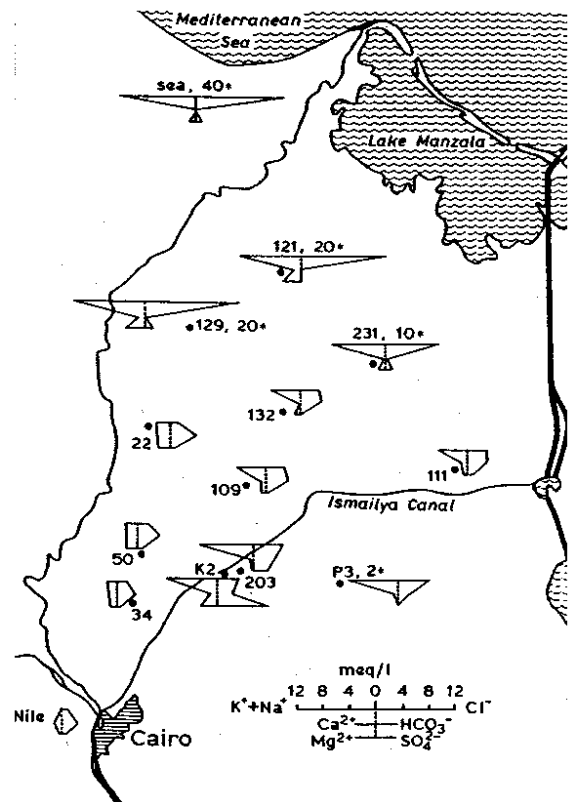 Mediterranean
Sea
sea, 40*
Lake Manzala
121, 20*
129, 20*
231, 10*
132
22
111
109
Ismailya Canal
50
K2
203
P3, 2*
34
meq/l
K⁺+Na⁺ 12 8 4 0 4 8 12 Cl⁻
Ca²⁺ HCO₃⁻
Mg²⁺ SO₄²⁻
Nile
Cairo